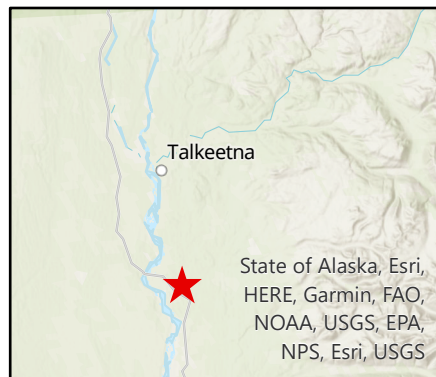 Talkeetna
State of Alaska, Esri,
HERE, Garmin, FAO,
NOAA, USGS, EPA,
NPS, Esri, USGS